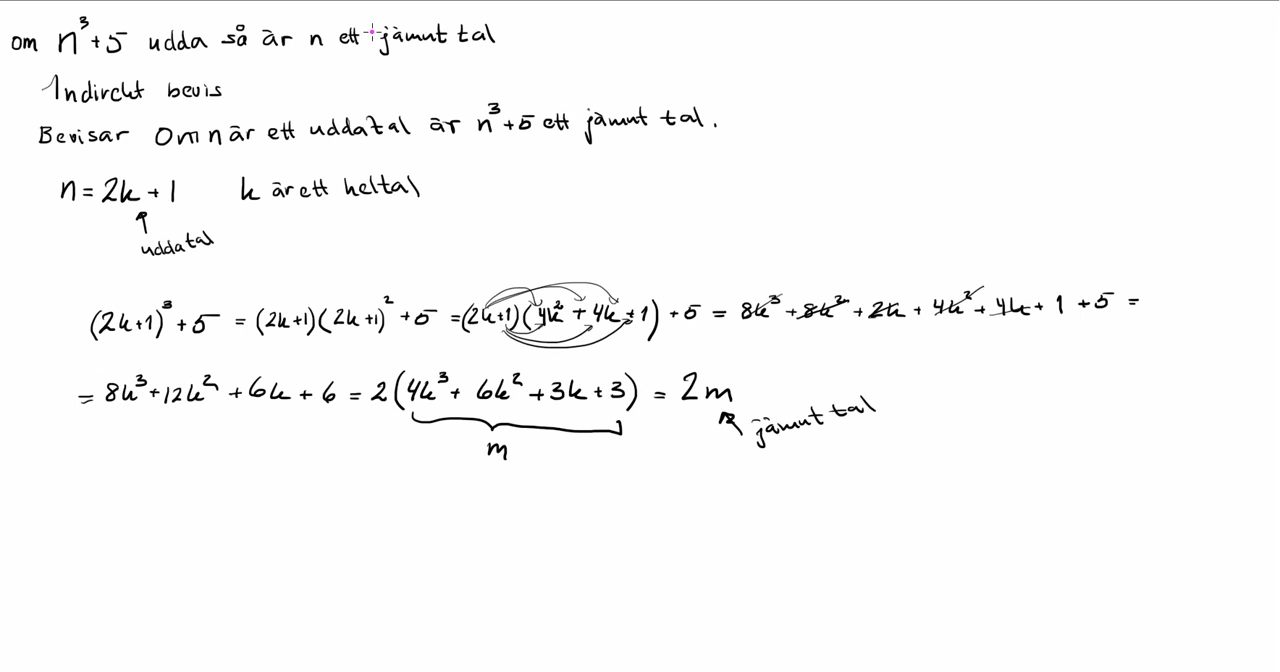 om n³+5 udda så är n ett jämnt tal
Indirekt bevis
Bevisar Om n är ett uddatal är n³+5 ett jämnt tal.
n = 2k + 1 k är ett heltal
uddatal
(2k+1)³ + 5 = (2k+1)(2k+1)² + 5 = (2k+1)(4k² + 4k + 1) + 5 = 8k³ + 8k² + 2k + 4k² + 4k + 1 + 5 =
= 8k³ + 12k² + 6k + 6 = 2(4k³ + 6k² + 3k + 3) = 2m
jämnt tal
m